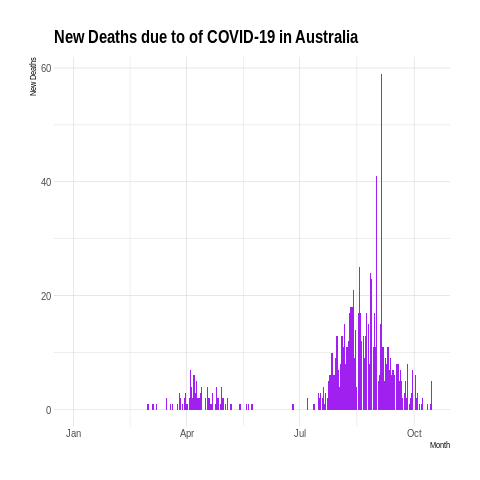 New Deaths due to of COVID-19 in Australia
New Deaths
60
40
20
0
Jan Apr Jul Oct
Month